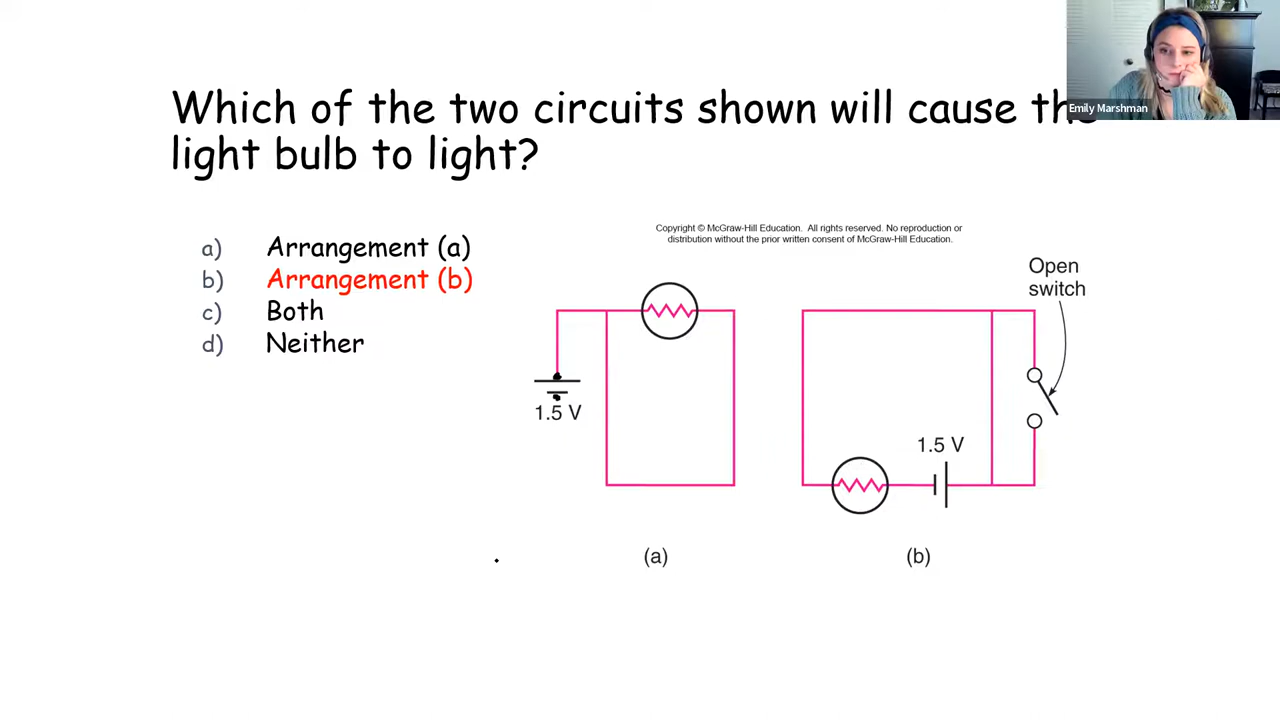 Which of the two circuits shown will cause the
light bulb to light?
Emily Marshman
a) Arrangement (a)
b) Arrangement (b)
c) Both
d) Neither
Copyright © McGraw-Hill Education. All rights reserved. No reproduction or
distribution without the prior written consent of McGraw-Hill Education.
Open
switch
1.5 V
1.5 V
(a)
(b)